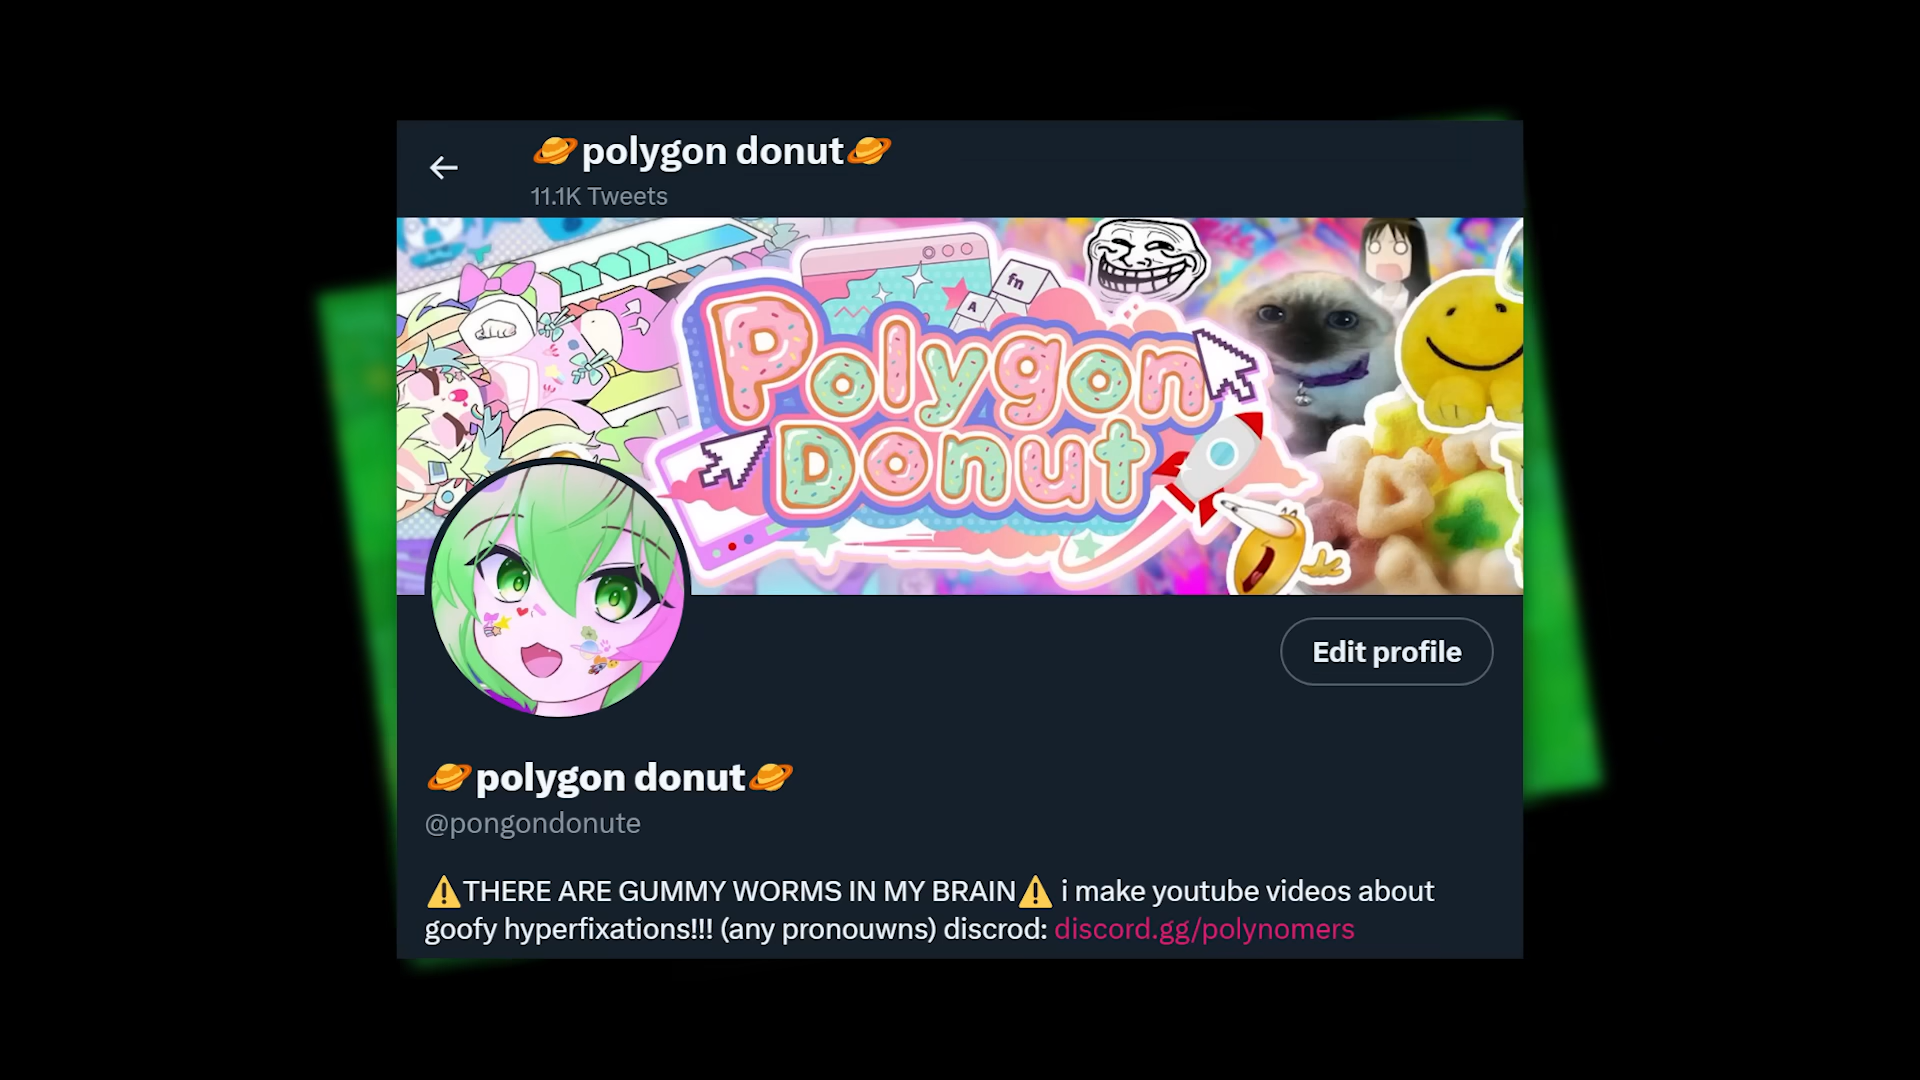 🪐polygon donut🪐
11.1K Tweets
fn
A
Polygon
Donut
Edit profile
🪐polygon donut🪐
@pongondonute
⚠️THERE ARE GUMMY WORMS IN MY BRAIN⚠️ i make youtube videos about
goofy hyperfixations!!! (any pronouwns) discrod: discord.gg/polynomers